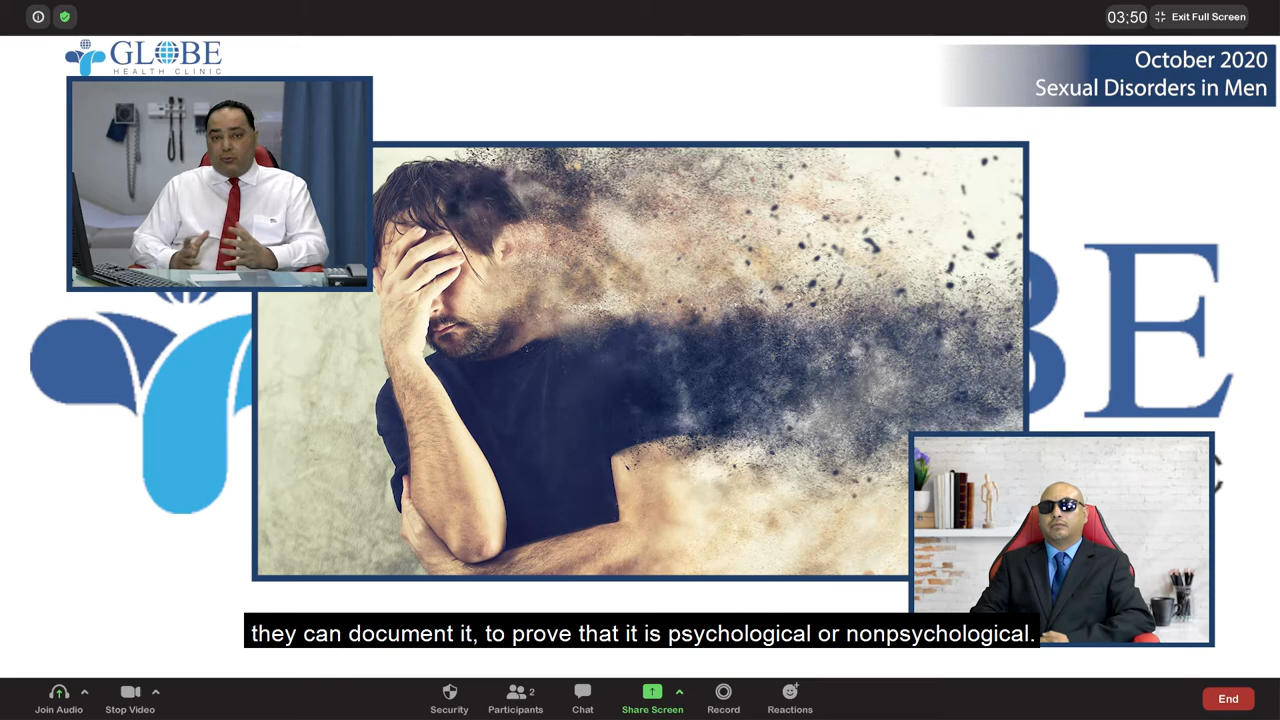 03:50
Exit Full Screen
GLOBE
HEALTH CLINIC
October 2020
Sexual Disorders in Men
BE
they can document it, to prove that it is psychological or nonpsychological.
Join Audio
Stop Video
Security
Participants
2
Chat
Share Screen
Record
Reactions
End